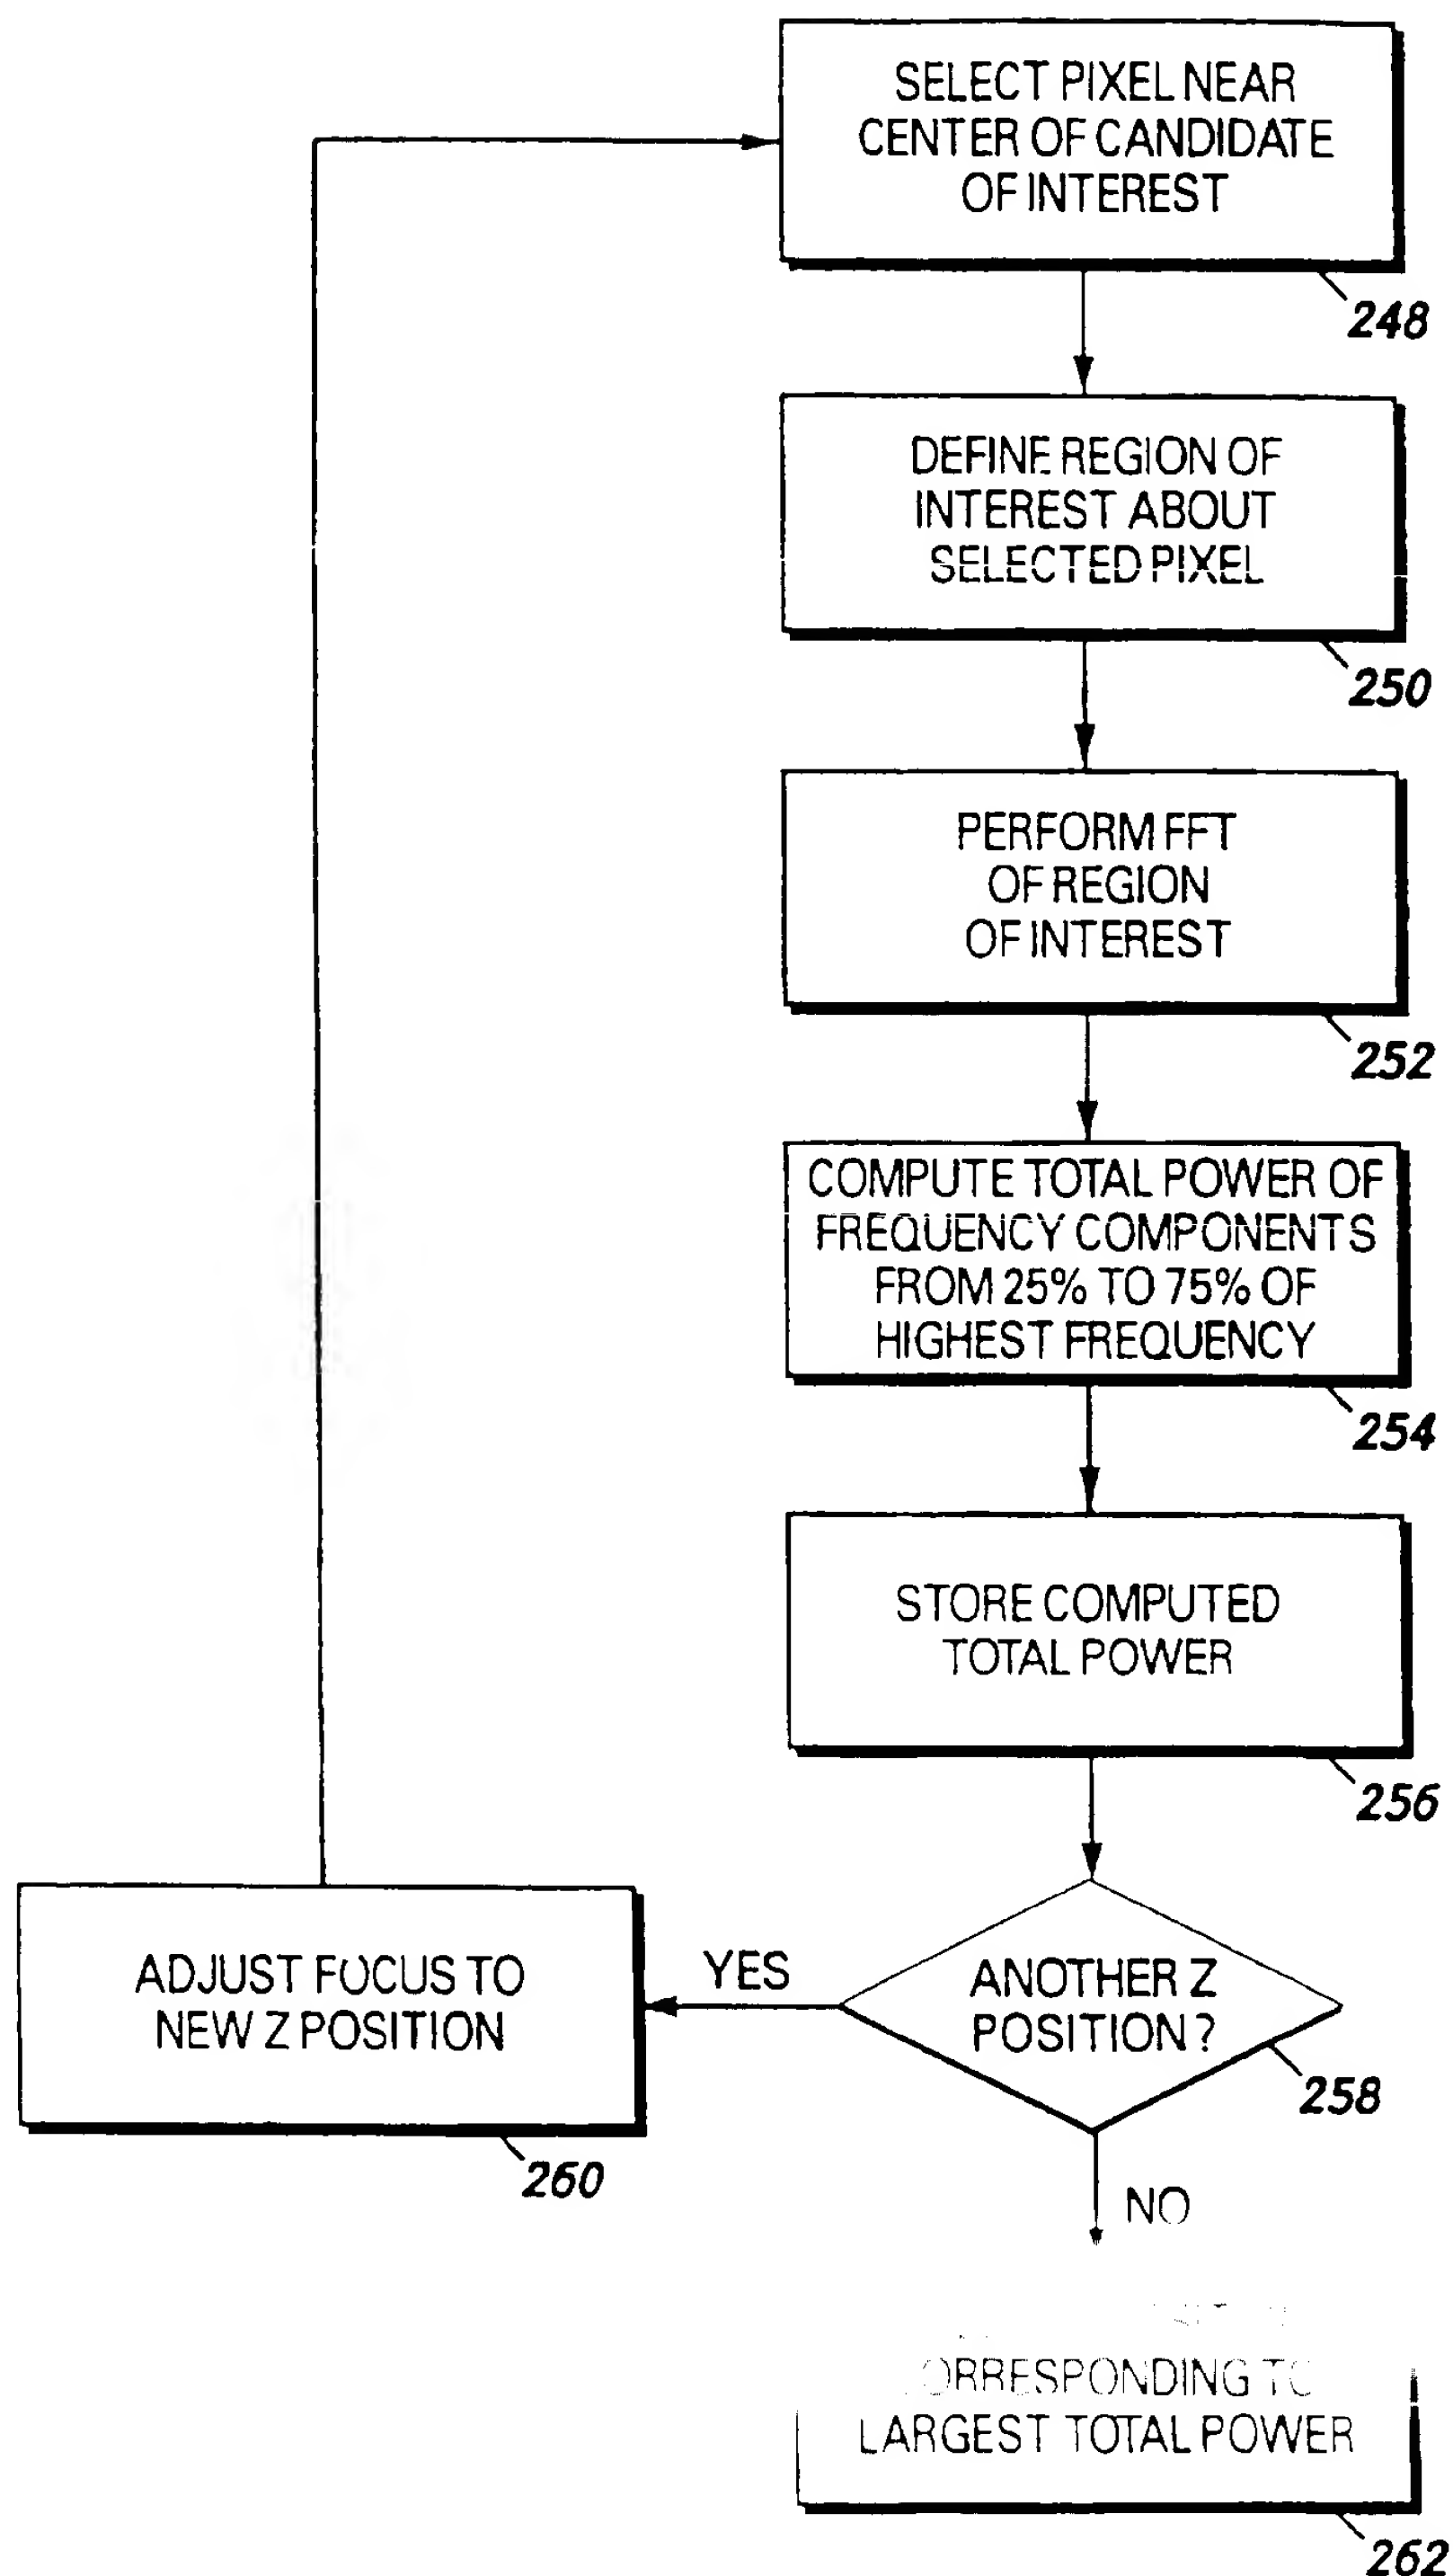 SELECT PIXEL NEAR
CENTER OF CANDIDATE
OF INTEREST
248
DEFINE REGION OF
INTEREST ABOUT
SELECTED PIXEL
250
PERFORM FFT
OF REGION
OF INTEREST
252
COMPUTE TOTAL POWER OF
FREQUENCY COMPONENTS
FROM 25% TO 75% OF
HIGHEST FREQUENCY
254
STORE COMPUTED
TOTAL POWER
256
ADJUST FOCUS TO
NEW Z POSITION
260
YES
ANOTHER Z
POSITION?
258
NO
CORRESPONDING TO
LARGEST TOTAL POWER
262